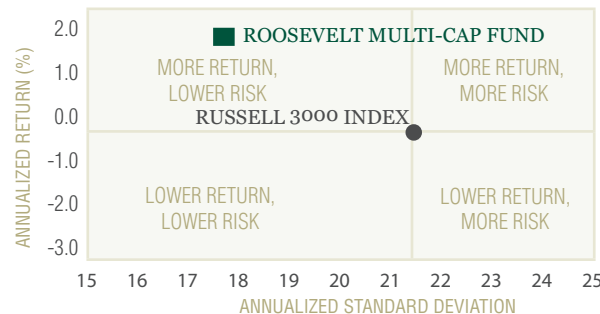 ANNUALIZED RETURN (%)
2.0
1.0
0.0
-1.0
-2.0
-3.0
ROOSEVELT MULTI-CAP FUND
MORE RETURN,
LOWER RISK
MORE RETURN,
MORE RISK
RUSSELL 3000 INDEX
LOWER RETURN,
LOWER RISK
LOWER RETURN,
MORE RISK
15 16 17 18 19 20 21 22 23 24 25
ANNUALIZED STANDARD DEVIATION